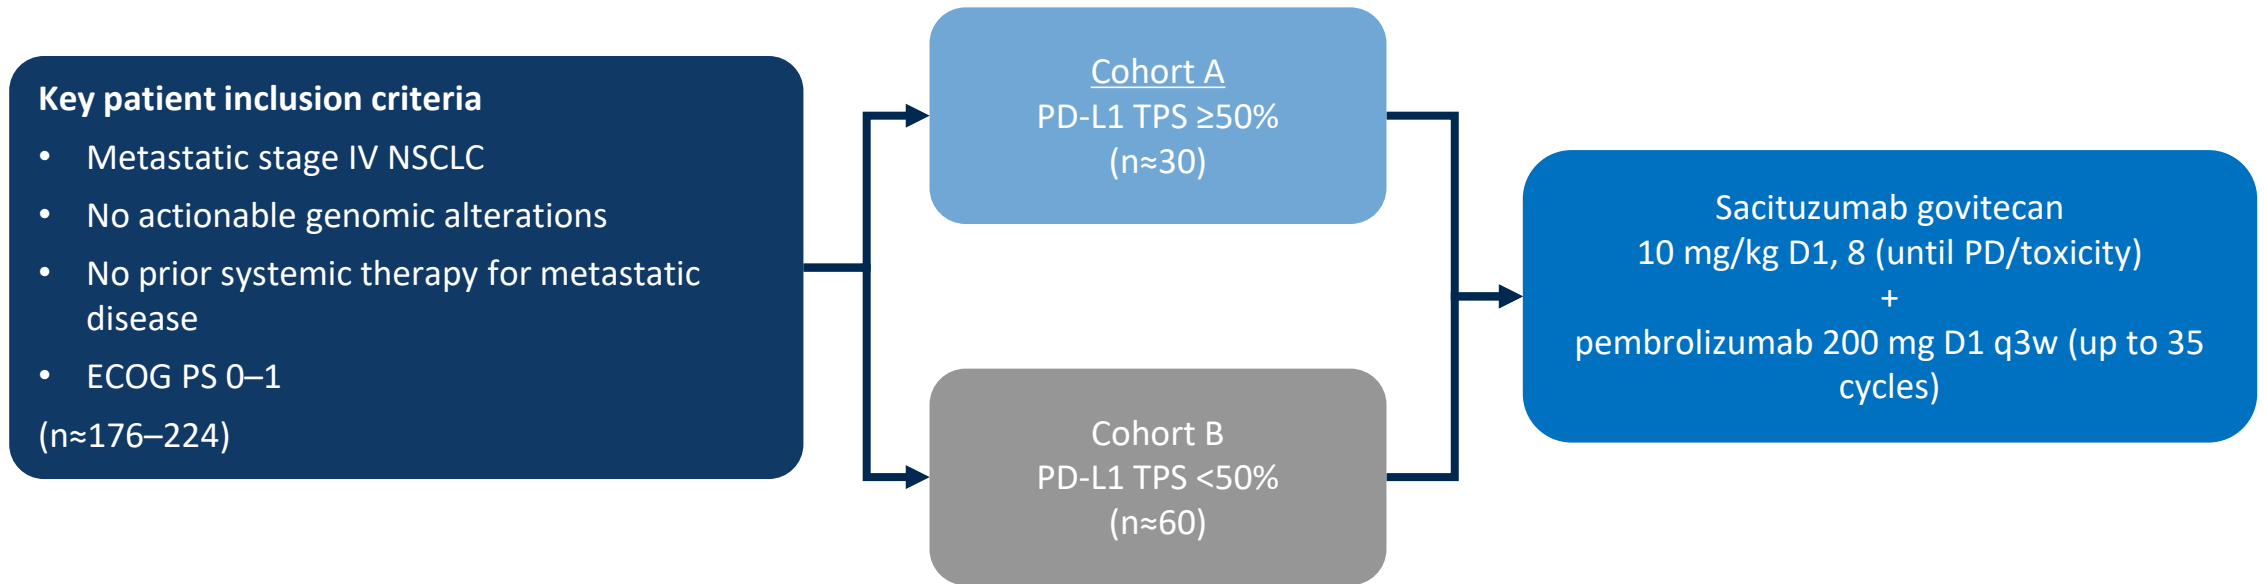 Key patient inclusion criteria
• Metastatic stage IV NSCLC
• No actionable genomic alterations
• No prior systemic therapy for metastatic
disease
• ECOG PS 0–1
(n≈176–224)
Cohort A
PD-L1 TPS ≥50%
(n≈30)
Cohort B
PD-L1 TPS <50%
(n≈60)
Sacituzumab govitecan
10 mg/kg D1, 8 (until PD/toxicity)
+
pembrolizumab 200 mg D1 q3w (up to 35
cycles)